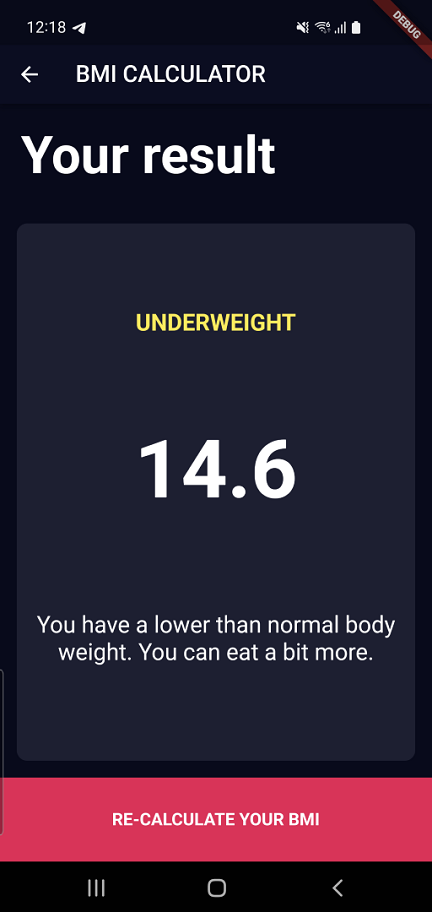 12:18
DEBUG
BMI CALCULATOR
Your result
UNDERWEIGHT
14.6
You have a lower than normal body
weight. You can eat a bit more.
RE-CALCULATE YOUR BMI